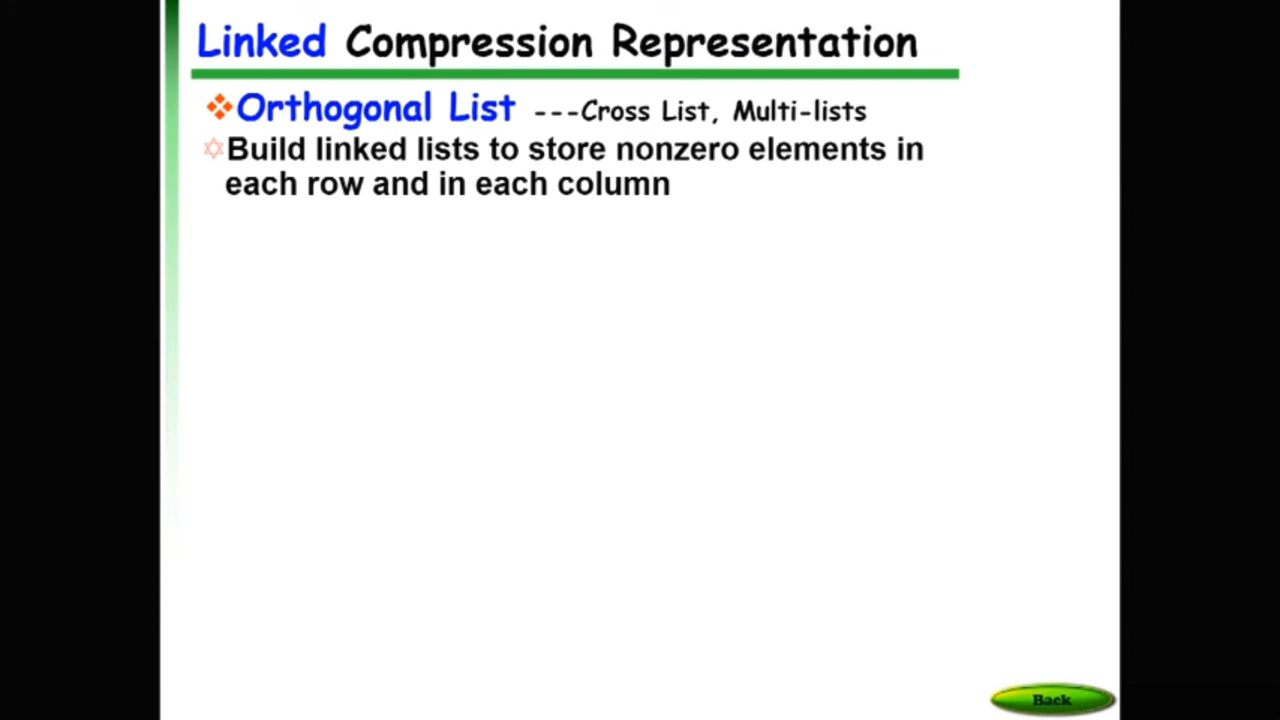 Linked Compression Representation
Orthogonal List ---Cross List, Multi-lists
Build linked lists to store nonzero elements in
each row and in each column
Back